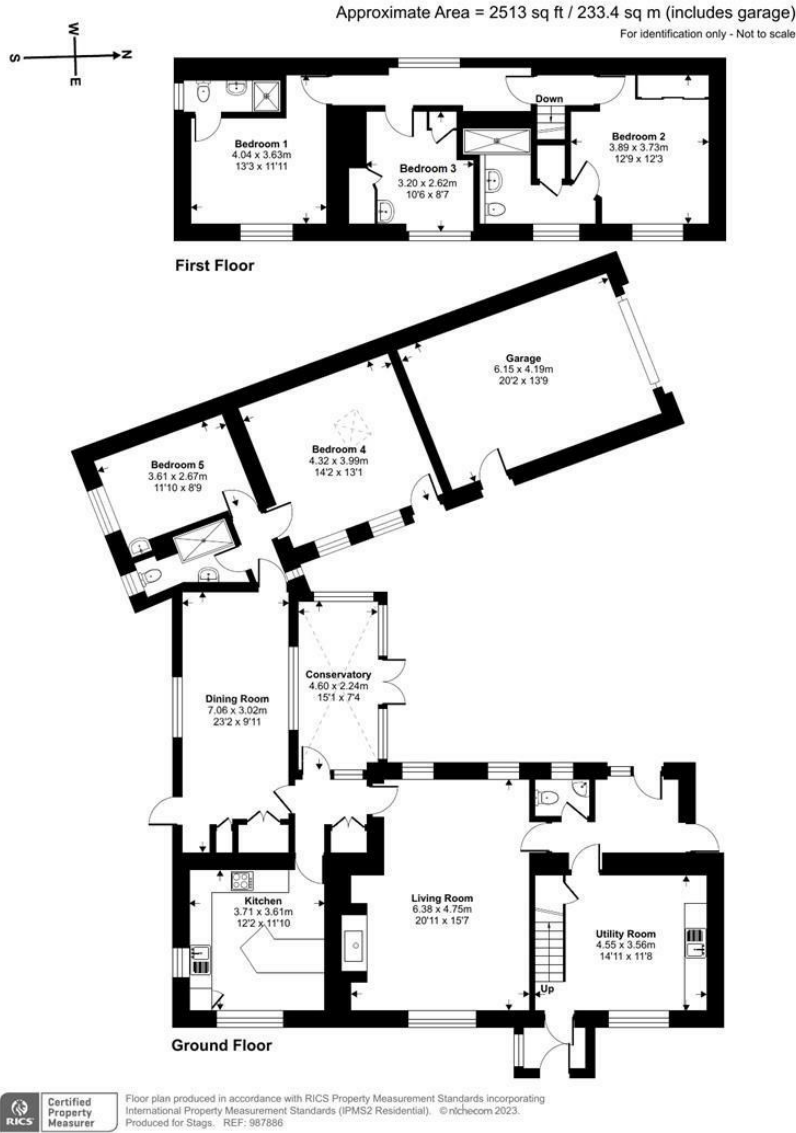 Approximate Area = 2513 sq ft / 233.4 sq m (includes garage)
For identification only - Not to scale
W
S
N
E
Down
Bedroom 1
4.04 x 3.63m
13'3 x 11'11
Bedroom 2
3.89 x 3.73m
12'9 x 12'3
Bedroom 3
3.20 x 2.62m
10'6 x 8'7
First Floor
Garage
6.15 x 4.19m
20'2 x 13'9
Bedroom 4
4.32 x 3.99m
14'2 x 13'1
Bedroom 5
3.61 x 2.67m
11'10 x 8'9
Conservatory
4.60 x 2.24m
15'1 x 7'4
Dining Room
7.06 x 3.02m
23'2 x 9'11
Kitchen
3.71 x 3.61m
12'2 x 11'10
Living Room
6.38 x 4.75m
20'11 x 15'7
Utility Room
4.55 x 3.56m
14'11 x 11'8
Up
Ground Floor
RICS
Certified
Property
Measurer
Floor plan produced in accordance with RICS Property Measurement Standards incorporating
International Property Measurement Standards (IPMS2 Residential). © nichecom 2023.
Produced for Stags. REF: 987886